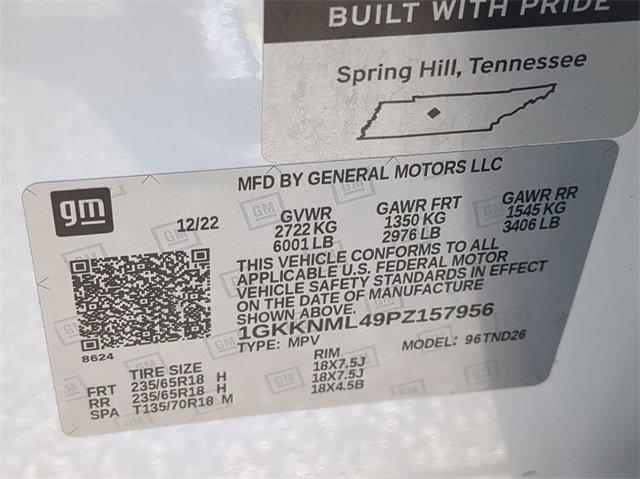 BUILT WITH PRIDE
Spring Hill, Tennessee
MFD BY GENERAL MOTORS LLC
gm
12/22
GVWR
2722 KG
6001 LB
GAWR FRT
1350 KG
2976 LB
GAWR RR
1545 KG
3406 LB
THIS VEHICLE CONFORMS TO ALL
APPLICABLE U.S. FEDERAL MOTOR
VEHICLE SAFETY STANDARDS IN EFFECT
ON THE DATE OF MANUFACTURE
SHOWN ABOVE.
1GKKNML49PZ157956
TYPE: MPV
MODEL: 96TND26
8624
TIRE SIZE
RIM
FRT 235/65R18 H 18X7.5J
RR 235/65R18 H 18X7.5J
SPA T135/70R18 M 18X4.5B